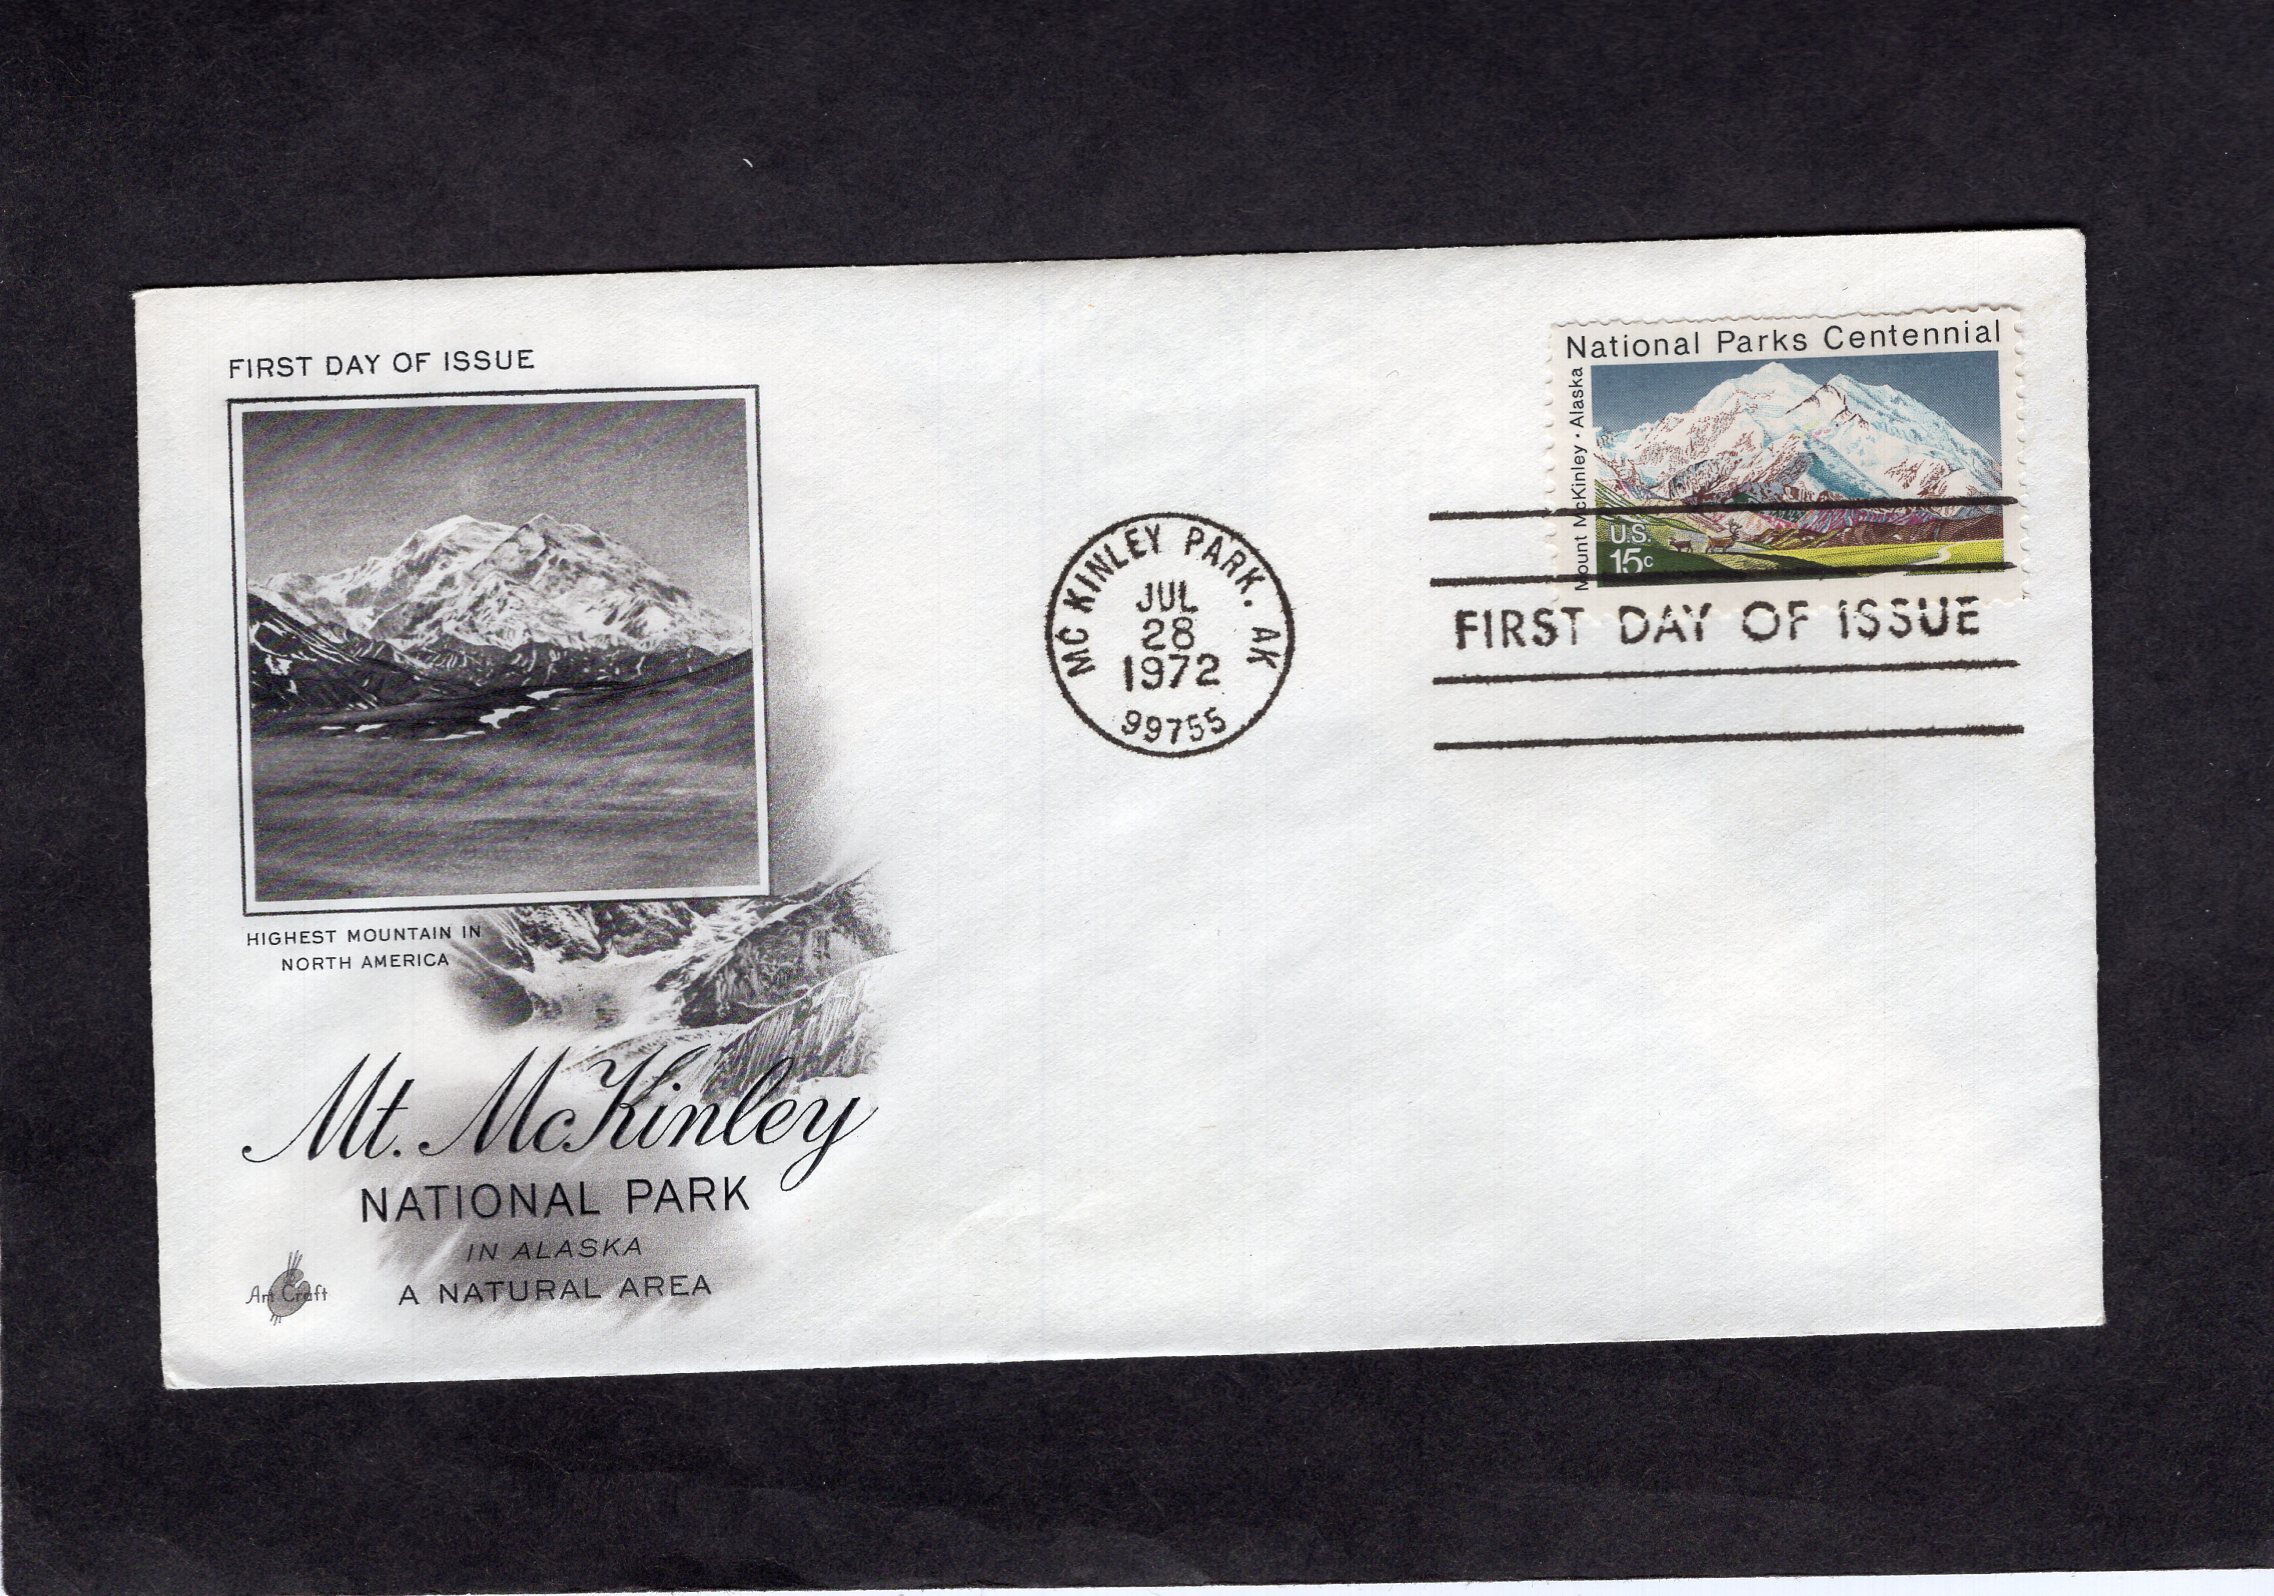 FIRST DAY OF ISSUE
HIGHEST MOUNTAIN IN
NORTH AMERICA
Mt. McKinley
NATIONAL PARK
IN ALASKA
A NATURAL AREA
Art Craft
MC KINLEY PARK. AK
JUL
28
1972
99755
National Parks Centennial
Mount McKinley · Alaska
U.S.
15c
FIRST DAY OF ISSUE